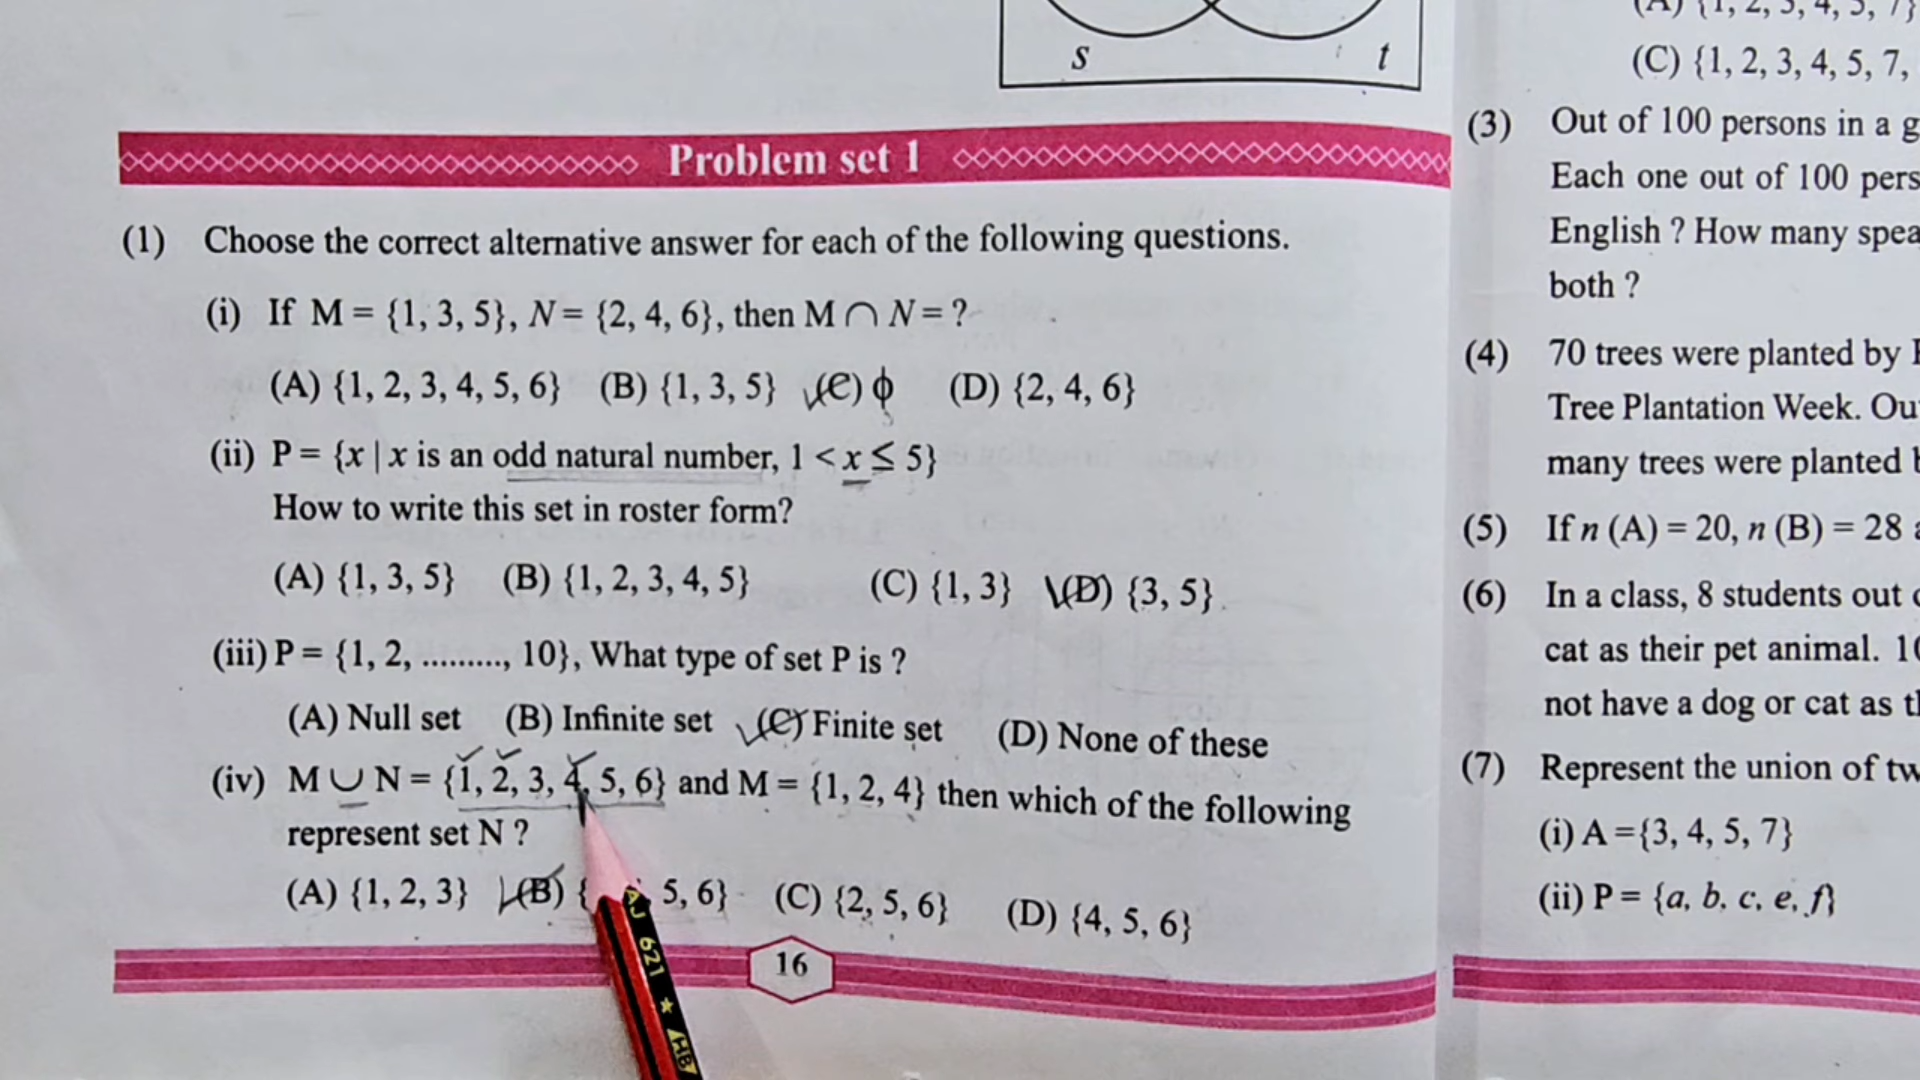 s t
Problem set 1
(1) Choose the correct alternative answer for each of the following questions.
(i) If M = {1, 3, 5}, N = {2, 4, 6}, then M ∩ N = ?
(A) {1, 2, 3, 4, 5, 6} (B) {1, 3, 5} (C) ϕ (D) {2, 4, 6}
(ii) P = {x | x is an odd natural number, 1 < x ≤ 5}
How to write this set in roster form?
(A) {1, 3, 5} (B) {1, 2, 3, 4, 5} (C) {1, 3} (D) {3, 5}
(iii) P = {1, 2, ........., 10}, What type of set P is ?
(A) Null set (B) Infinite set (C) Finite set (D) None of these
(iv) M ∪ N = {1, 2, 3, 4, 5, 6} and M = {1, 2, 4} then which of the following
represent set N ?
(A) {1, 2, 3} (B) { 5, 6} (C) {2, 5, 6} (D) {4, 5, 6}
16
AJ 621 ★ HB
(C) {1, 2, 3, 4, 5, 7,
(3) Out of 100 persons in a g
Each one out of 100 pers
English ? How many spea
both ?
(4) 70 trees were planted by
Tree Plantation Week. Ou
many trees were planted
(5) If n (A) = 20, n (B) = 28
(6) In a class, 8 students out
cat as their pet animal. 10
not have a dog or cat as
(7) Represent the union of tw
(i) A = {3, 4, 5, 7}
(ii) P = {a, b, c, e, f}